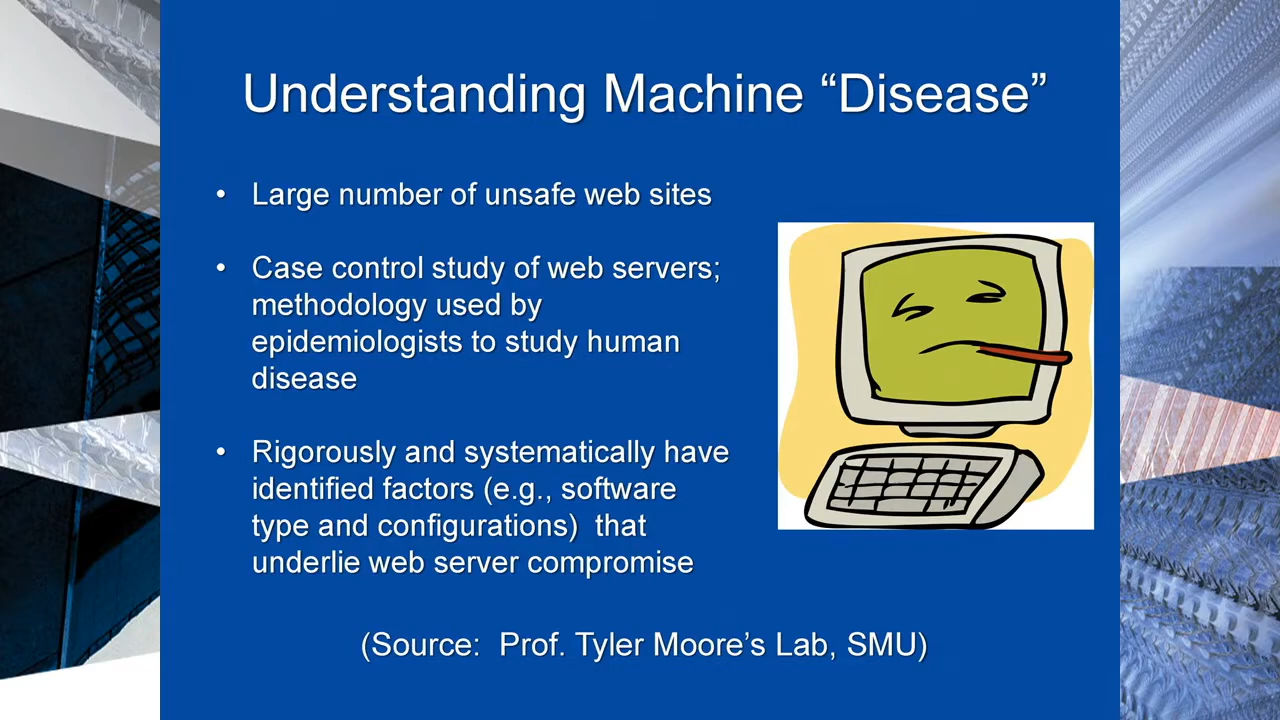 Understanding Machine “Disease”
• Large number of unsafe web sites
• Case control study of web servers;
methodology used by
epidemiologists to study human
disease
• Rigorously and systematically have
identified factors (e.g., software
type and configurations)  that
underlie web server compromise
(Source:  Prof. Tyler Moore’s Lab, SMU)